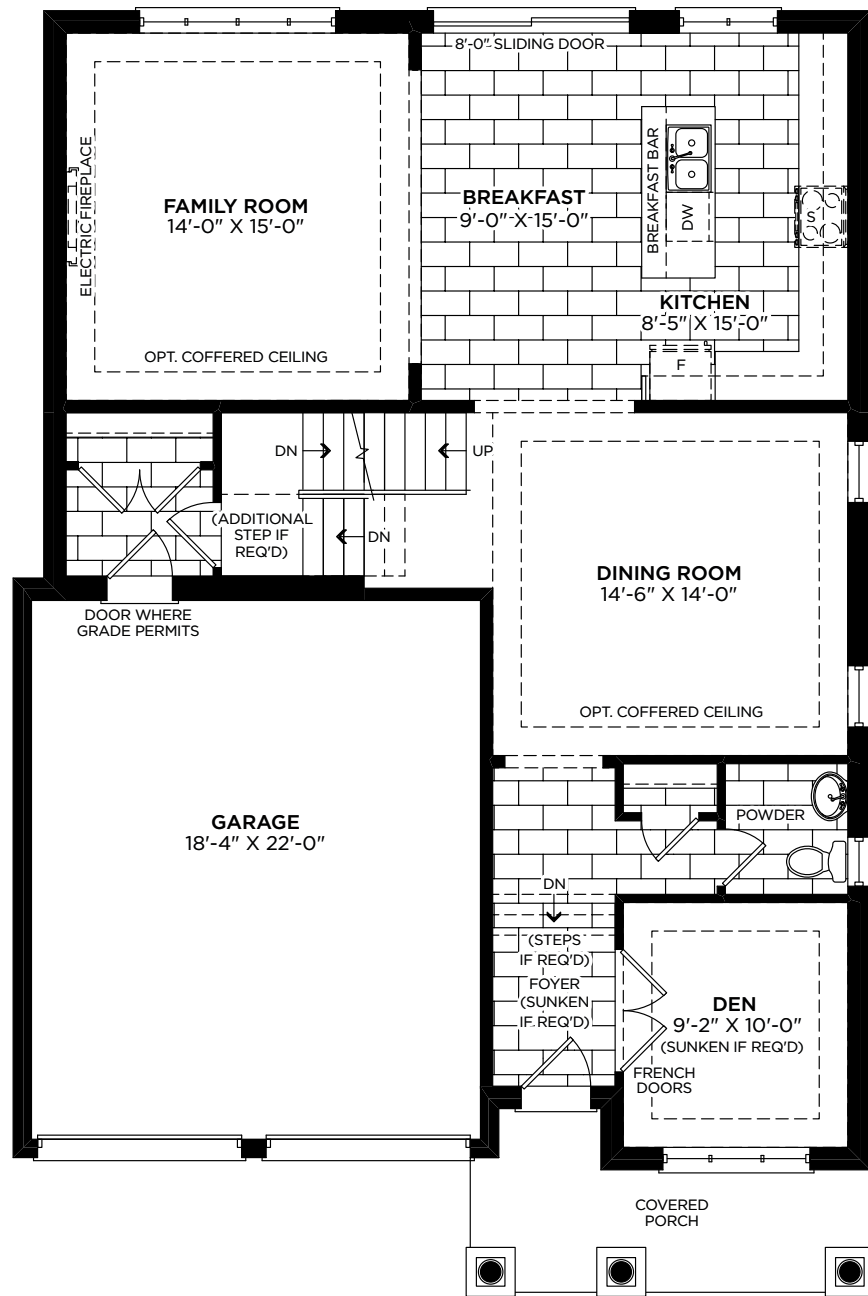 8'-0" SLIDING DOOR
ELECTRIC FIREPLACE
FAMILY ROOM
14'-0" X 15'-0"
OPT. COFFERED CEILING
BREAKFAST
9'-0" X 15'-0"
BREAKFAST BAR
DW
S
KITCHEN
8'-5" X 15'-0"
F
DN
UP
(ADDITIONAL
STEP IF
REQ'D)
DN
DOOR WHERE
GRADE PERMITS
DINING ROOM
14'-6" X 14'-0"
OPT. COFFERED CEILING
GARAGE
18'-4" X 22'-0"
POWDER
DN
(STEPS
IF REQ'D)
FOYER
(SUNKEN
IF REQ'D)
DEN
9'-2" X 10'-0"
(SUNKEN IF REQ'D)
FRENCH
DOORS
COVERED
PORCH